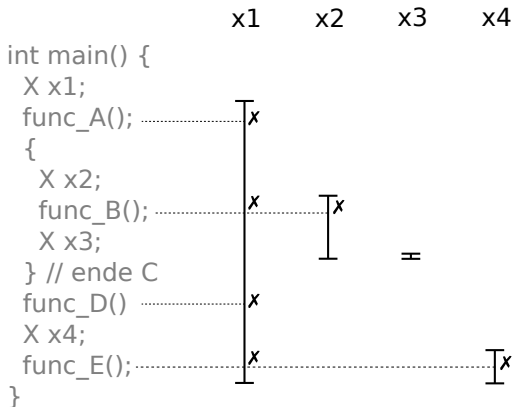 x1 x2 x3 x4
int main() {
X x1;
func_A(); ✗
{
X x2;
func_B(); ✗ ✗
X x3;
} // ende C
func_D() ✗
X x4;
func_E(); ✗ ✗
}